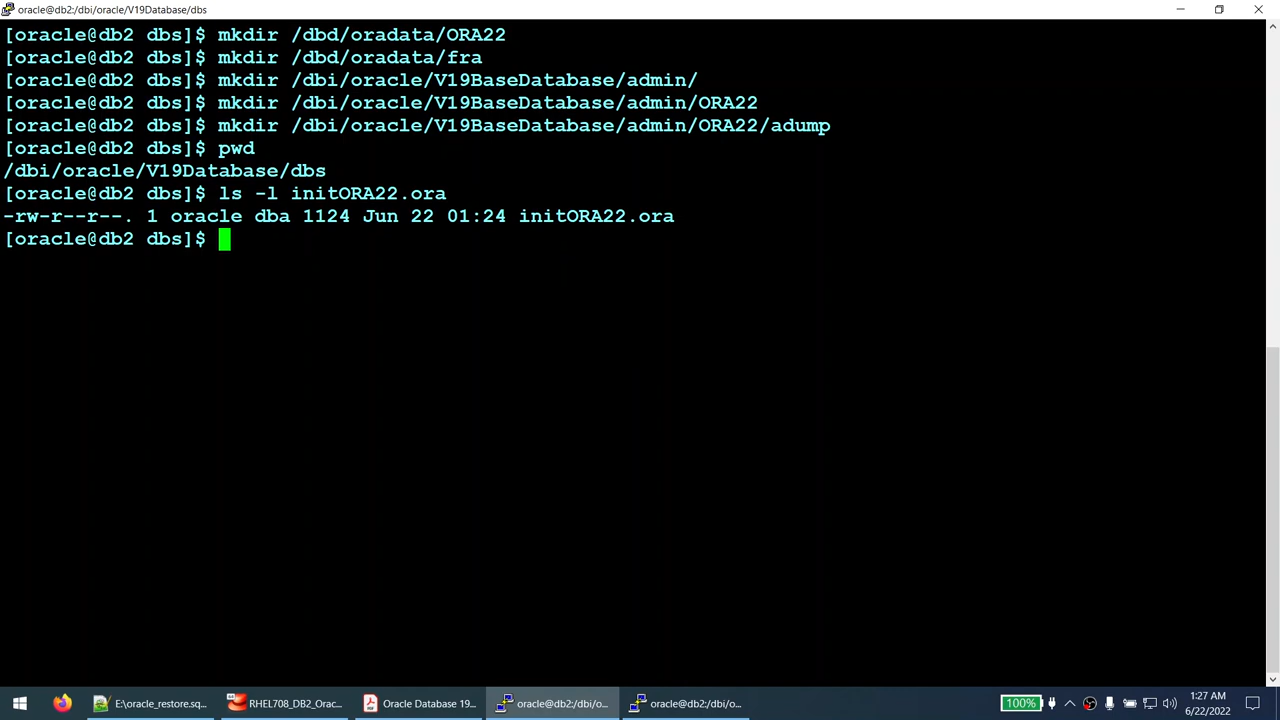 oracle@db2:/dbi/oracle/V19Database/dbs
[oracle@db2 dbs]$ mkdir /dbd/oradata/ORA22
[oracle@db2 dbs]$ mkdir /dbd/oradata/fra
[oracle@db2 dbs]$ mkdir /dbi/oracle/V19BaseDatabase/admin/
[oracle@db2 dbs]$ mkdir /dbi/oracle/V19BaseDatabase/admin/ORA22
[oracle@db2 dbs]$ mkdir /dbi/oracle/V19BaseDatabase/admin/ORA22/adump
[oracle@db2 dbs]$ pwd
/dbi/oracle/V19Database/dbs
[oracle@db2 dbs]$ ls -l initORA22.ora
-rw-r--r--. 1 oracle dba 1124 Jun 22 01:24 initORA22.ora
[oracle@db2 dbs]$
E:\oracle_restore.sq... RHEL708_DB2_Orac... Oracle Database 19... oracle@db2:/dbi/o... oracle@db2:/dbi/o... 100% 1:27 AM
6/22/2022